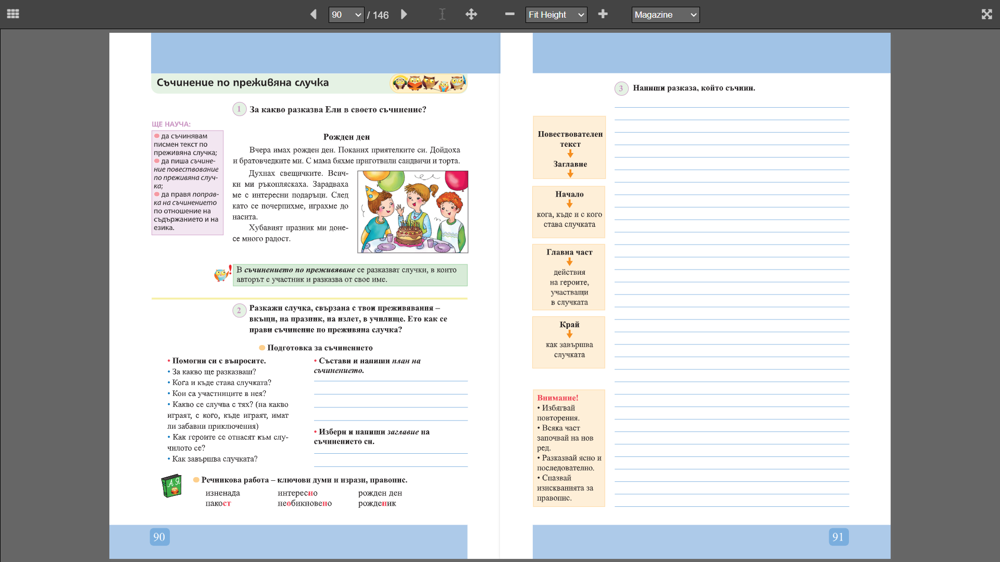 90
/ 146
Fit Height
Magazine
Съчинение по преживяна случка
1 За какво разказва Ели в своето съчинение?
ЩЕ НАУЧА:
да съчинявам
писмен текст по
преживяна случка;
да пиша съчине-
ние повествование
по преживяна случ-
ка;
да правя поправ-
ка на съчинението
по отношение на
съдържанието и на
езика.
Рожден ден
Вчера имах рожден ден. Поканих приятелките си. Дойдоха
и братовчедките ми. С мама бяхме приготвили сандвичи и торта.
Духнах свещичките. Всич-
ки ми ръкопляскаха. Зарадваха
ме с интересни подаръци. След
като се почерпихме, играхме до
насита.
Хубавият празник ми доне-
се много радост.
В съчинението по преживяване се разказват случки, в които
авторът е участник и разказва от свое име.
2 Разкажи случка, свързана с твои преживявания –
вкъщи, на празник, на излет, в училище. Ето как се
прави съчинение по преживяна случка?
Подготовка за съчинението
• Помогни си с въпросите.
• За какво ще разказваш?
• Кога и къде става случката?
• Кои са участниците в нея?
• Какво се случва с тях? (на какво
играят, с кого, къде играят, имат
ли забавни приключения)
• Как героите се отнасят към слу-
чилото се?
• Как завършва случката?
• Състави и напиши план на
съчинението.
• Избери и напиши заглавие на
съчинението си.
А Я
Речникова работа – ключови думи и изрази, правопис.
изненада интересно рожден ден
пакост необикновено рожденик
90
3 Напиши разказа, който съчини.
Повествователен
текст
Заглавие
Начало
кога, къде и с кого
става случката
Главна част
действия
на героите,
участващи
в случката
Край
как завършва
случката
Внимание!
• Избягвай
повторения.
• Всяка част
започвай на нов
ред.
• Разказвай ясно и
последователно.
• Спазвай
изискванията за
правопис.
91